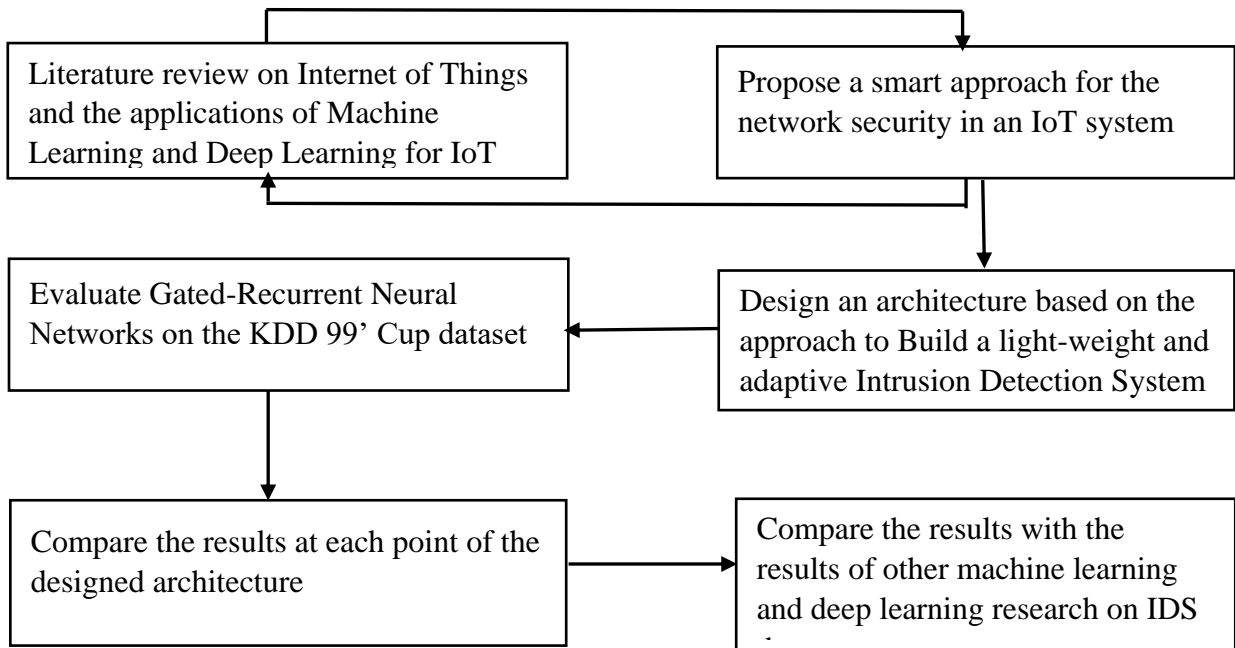 Literature review on Internet of Things
and the applications of Machine
Learning and Deep Learning for IoT
Propose a smart approach for the
network security in an IoT system
Evaluate Gated-Recurrent Neural
Networks on the KDD 99’ Cup dataset
Design an architecture based on the
approach to Build a light-weight and
adaptive Intrusion Detection System
Compare the results at each point of the
designed architecture
Compare the results with the
results of other machine learning
and deep learning research on IDS